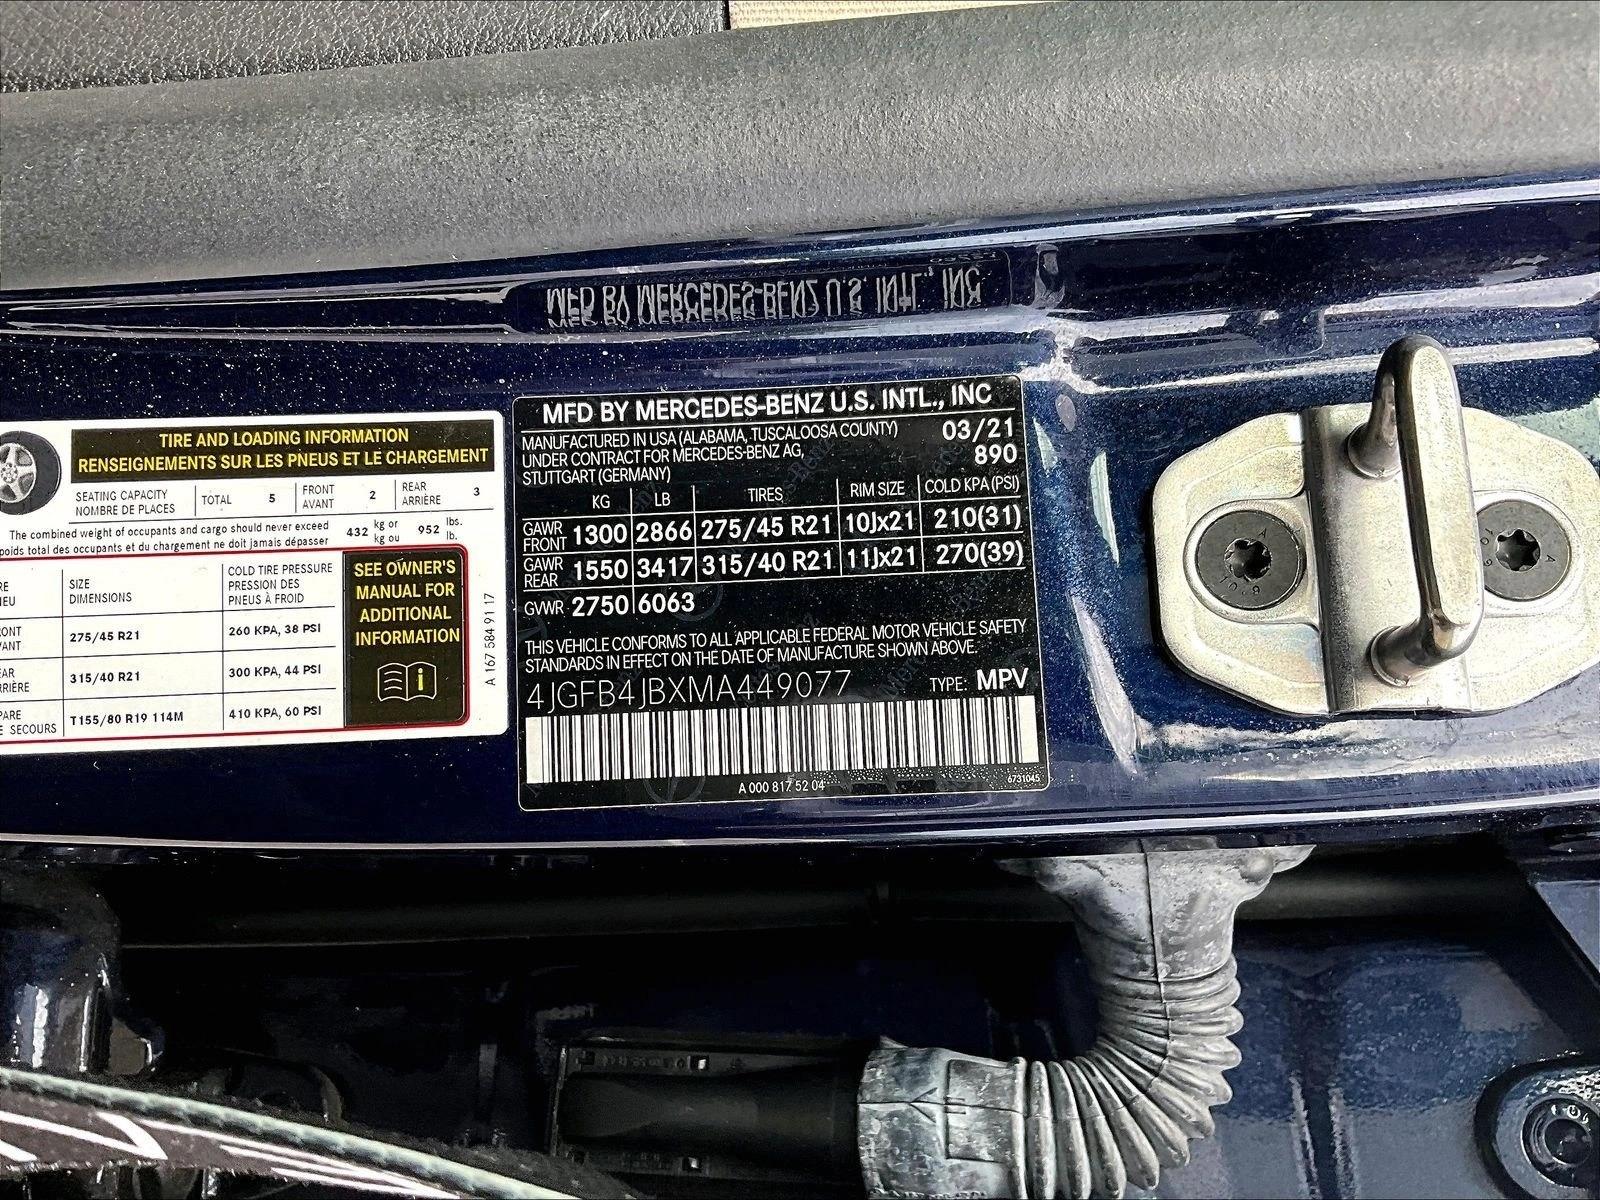 TIRE AND LOADING INFORMATION
RENSEIGNEMENTS SUR LES PNEUS ET LE CHARGEMENT
SEATING CAPACITY
NOMBRE DE PLACES
TOTAL 5
FRONT
AVANT 2
REAR
ARRIÈRE 3
The combined weight of occupants and cargo should never exceed
poids total des occupants et du chargement ne doit jamais dépasser
432 kg or
kg ou
952 lbs.
lb.
SIZE
DIMENSIONS
COLD TIRE PRESSURE
PRESSION DES
PNEUS À FROID
275/45 R21 260 KPA, 38 PSI
315/40 R21 300 KPA, 44 PSI
SECOURS T155/80 R19 114M 410 KPA, 60 PSI
SEE OWNER'S
MANUAL FOR
ADDITIONAL
INFORMATION
A 167 584 91 17
MFD BY MERCEDES-BENZ U.S. INTL., INC
MANUFACTURED IN USA (ALABAMA, TUSCALOOSA COUNTY) 03/21
UNDER CONTRACT FOR MERCEDES-BENZ AG, 890
STUTTGART (GERMANY)
KG LB TIRES RIM SIZE COLD KPA (PSI)
GAWR
FRONT 1300 2866 275/45 R21 10Jx21 210(31)
GAWR
REAR 1550 3417 315/40 R21 11Jx21 270(39)
GVWR 2750 6063
THIS VEHICLE CONFORMS TO ALL APPLICABLE FEDERAL MOTOR VEHICLE SAFETY
STANDARDS IN EFFECT ON THE DATE OF MANUFACTURE SHOWN ABOVE.
4JGFB4JBXMA449077 TYPE: MPV
A 000 817 52 04
6731045